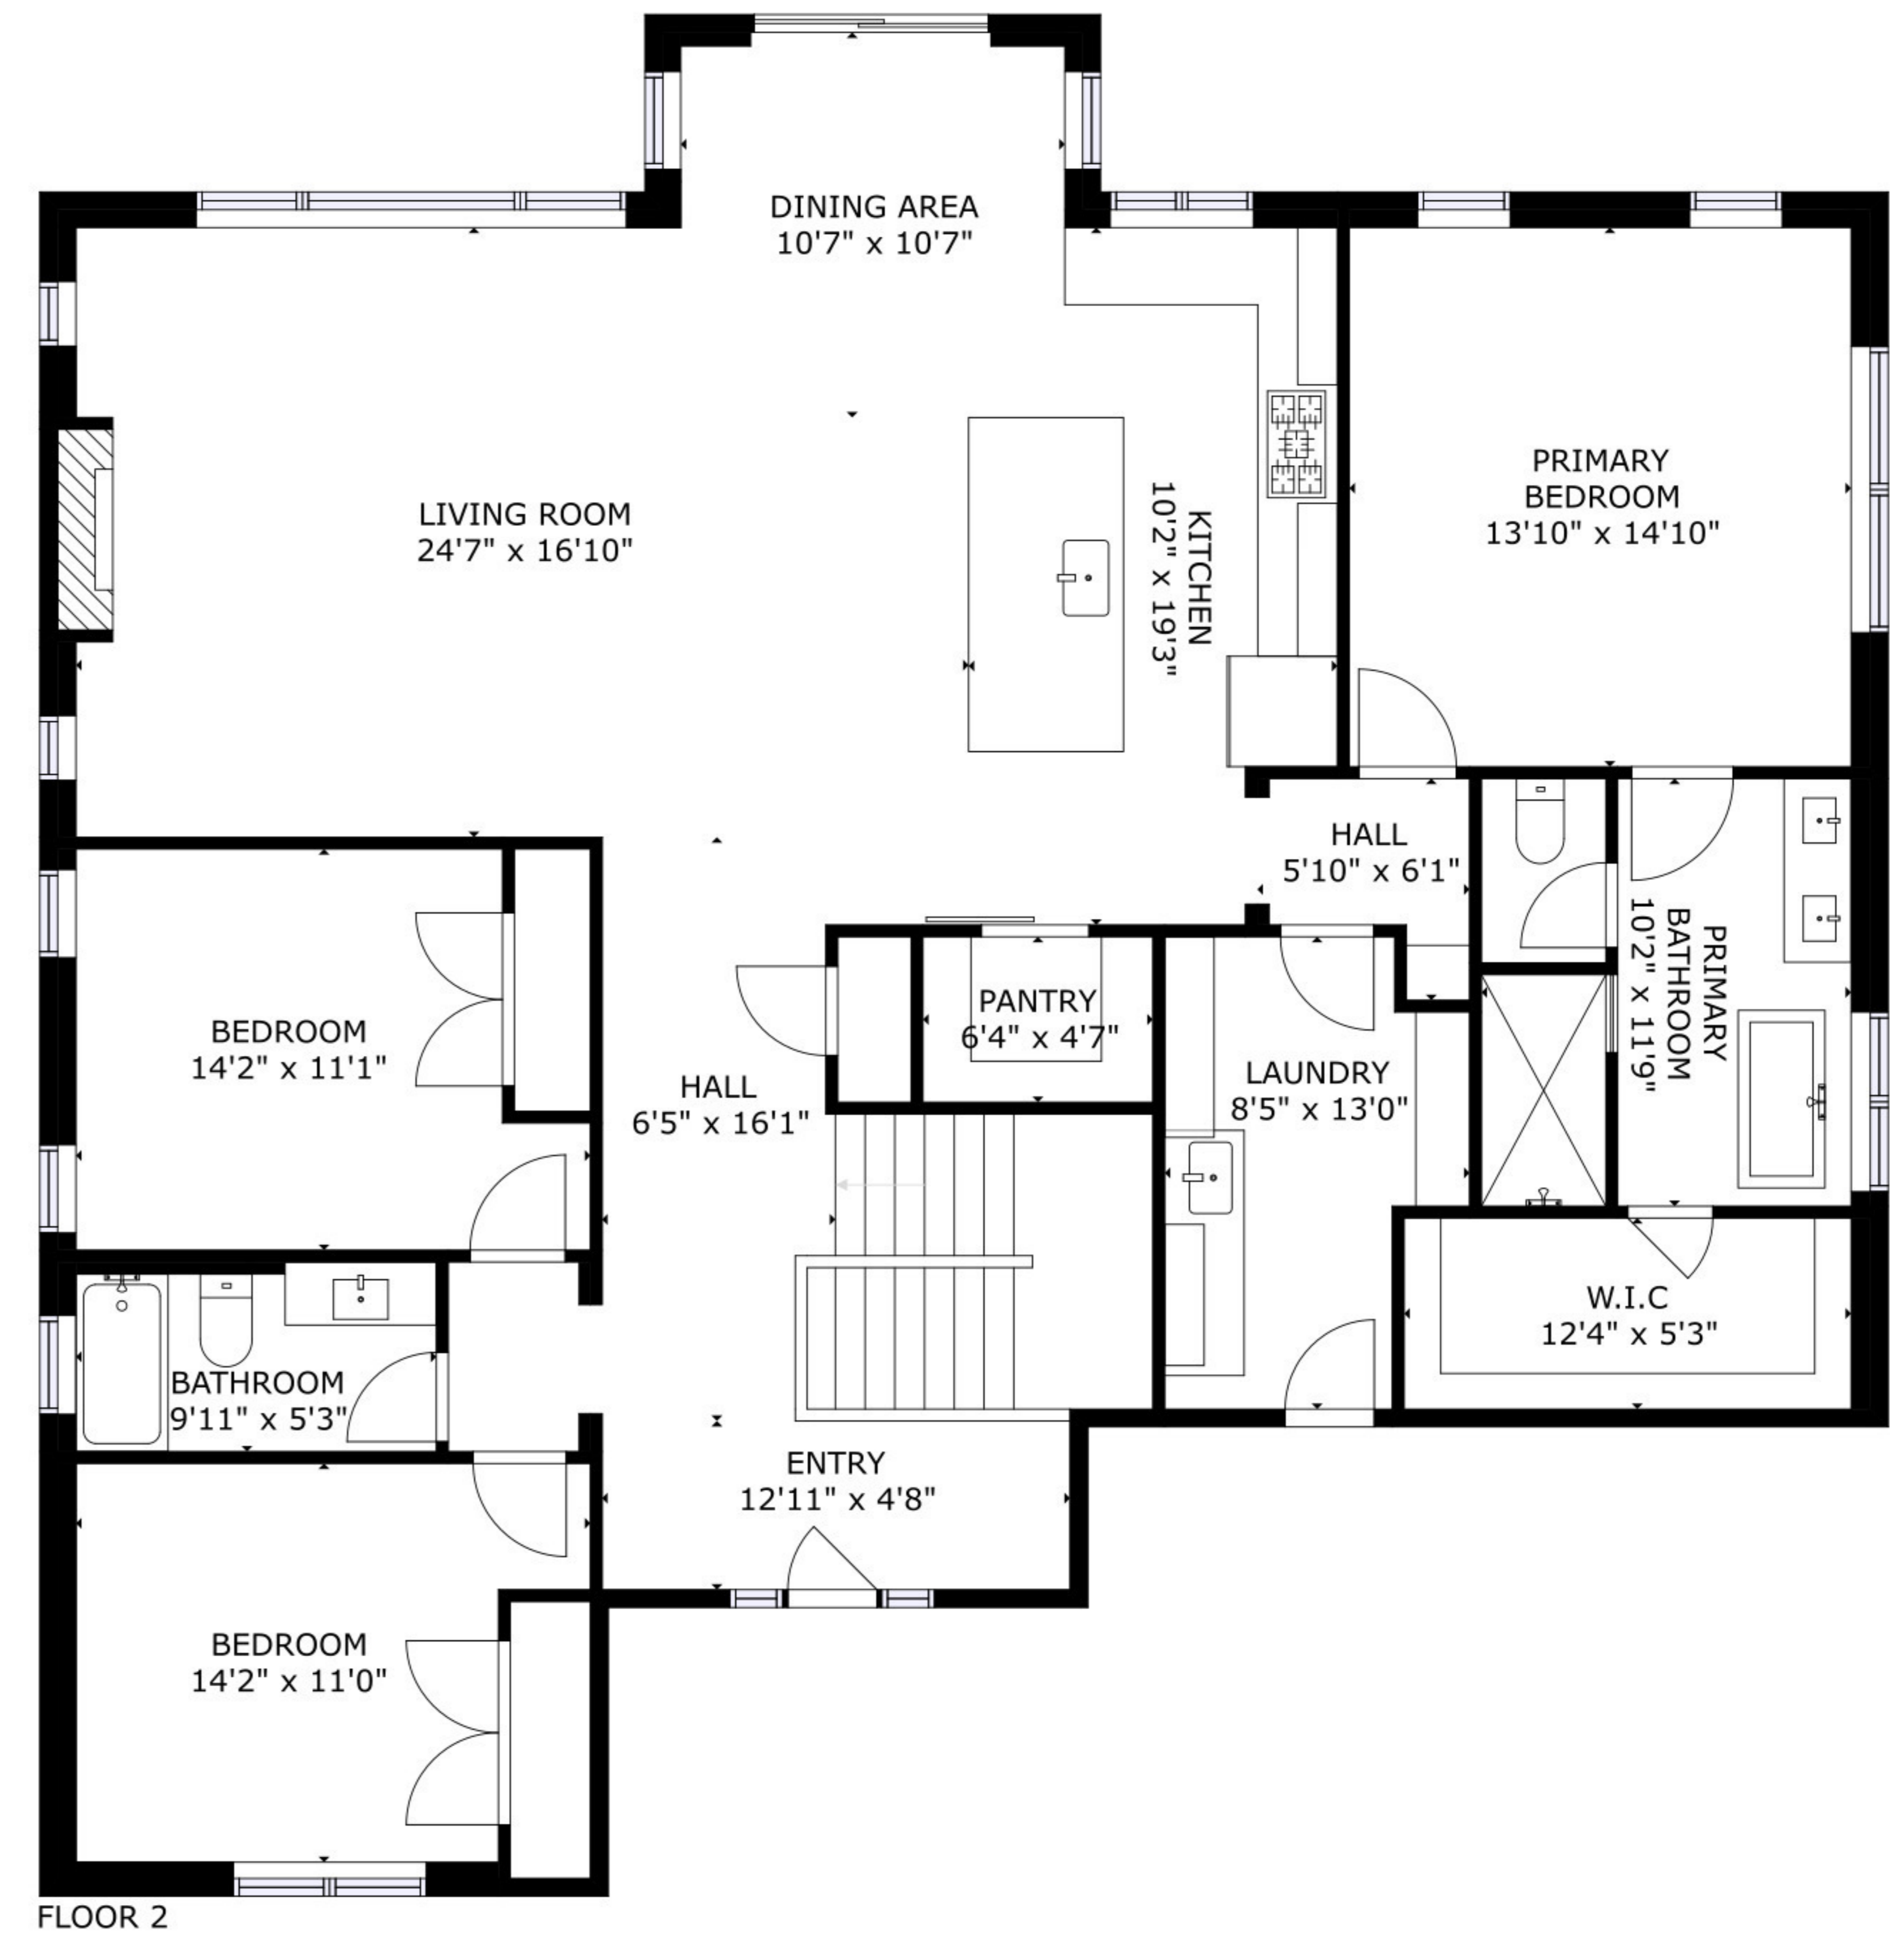 DINING AREA
10'7" x 10'7"
LIVING ROOM
24'7" x 16'10"
KITCHEN
10'2" x 19'3"
PRIMARY
BEDROOM
13'10" x 14'10"
HALL
5'10" x 6'1"
PRIMARY
BATHROOM
10'2" x 11'9"
BEDROOM
14'2" x 11'1"
HALL
6'5" x 16'1"
PANTRY
6'4" x 4'7"
LAUNDRY
8'5" x 13'0"
W.I.C
12'4" x 5'3"
BATHROOM
9'11" x 5'3"
ENTRY
12'11" x 4'8"
BEDROOM
14'2" x 11'0"
FLOOR 2